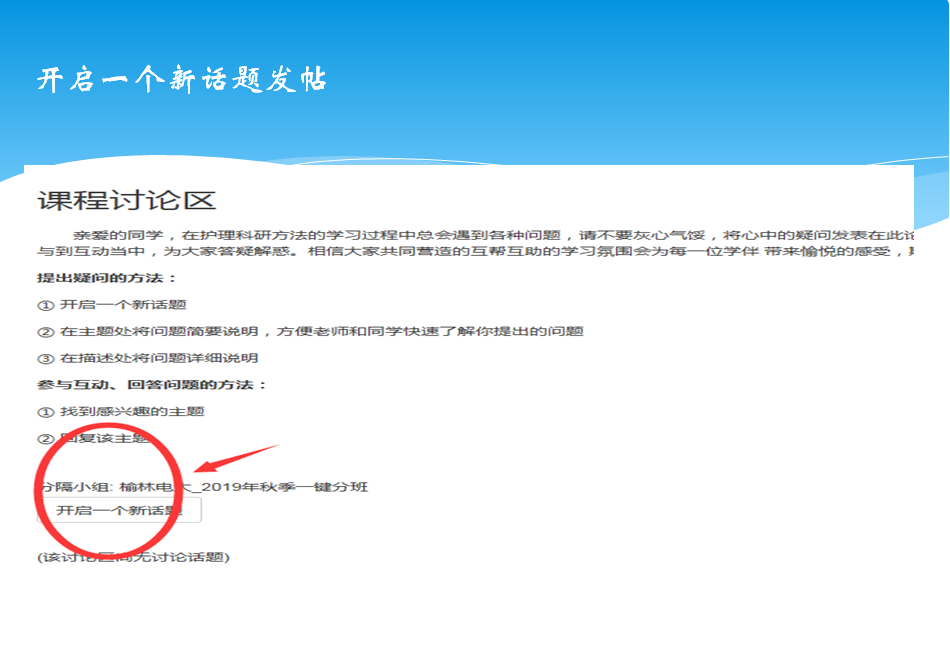 开启一个新话题发帖
课程讨论区
亲爱的同学，在护理科研方法的学习过程中总会遇到各种问题，请不要灰心气馁，将心中的疑问发表在此
与到互动当中，为大家答疑解惑。相信大家共同营造的互帮互助的学习氛围会为每一位学伴 带来愉悦的感受，
提出疑问的方法：
① 开启一个新话题
② 在主题处将问题简要说明，方便老师和同学快速了解你提出的问题
③ 在描述处将问题详细说明
参与互动、回答问题的方法：
① 找到感兴趣的主题
② 回复该主题
分隔小组: 榆林电大_2019年秋季一键分班
开启一个新话题
(该讨论区尚无讨论话题)